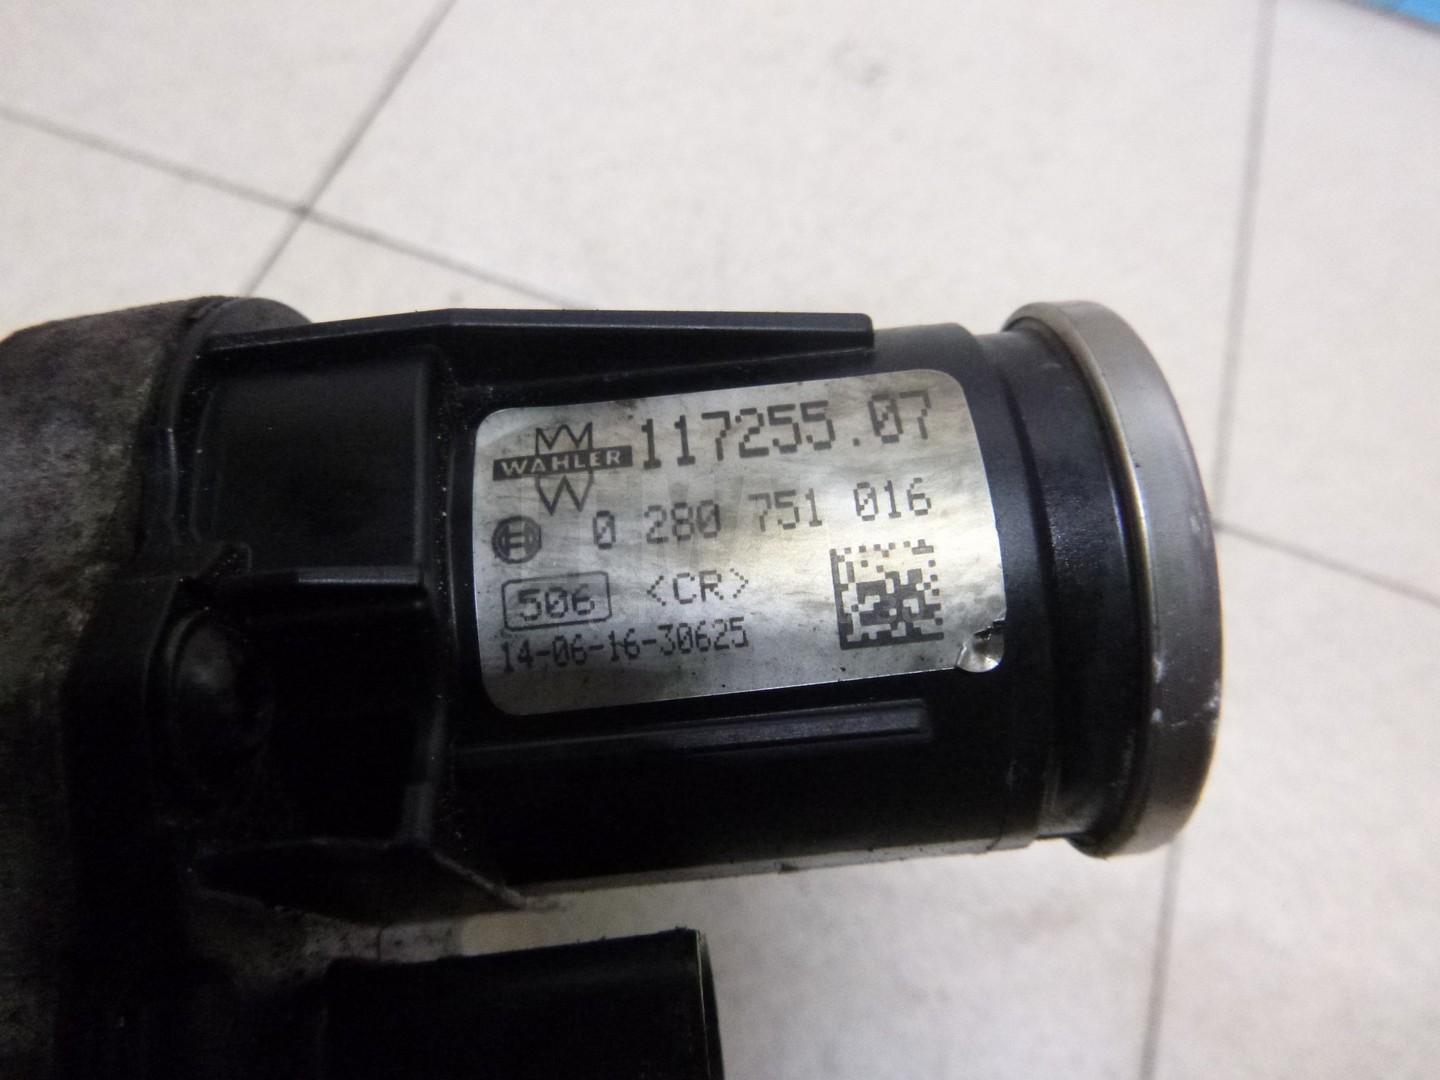 WAHLER 117255.07
0 280 751 016
506 <CR>
14-06-16-30625